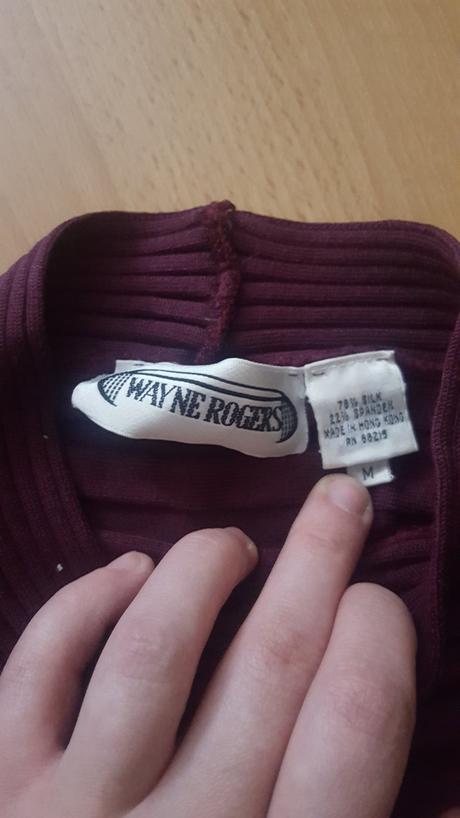 WAYNE ROGERS
78% SILK
22% SPANDEX
MADE IN HONG KONG
RN 88215
M